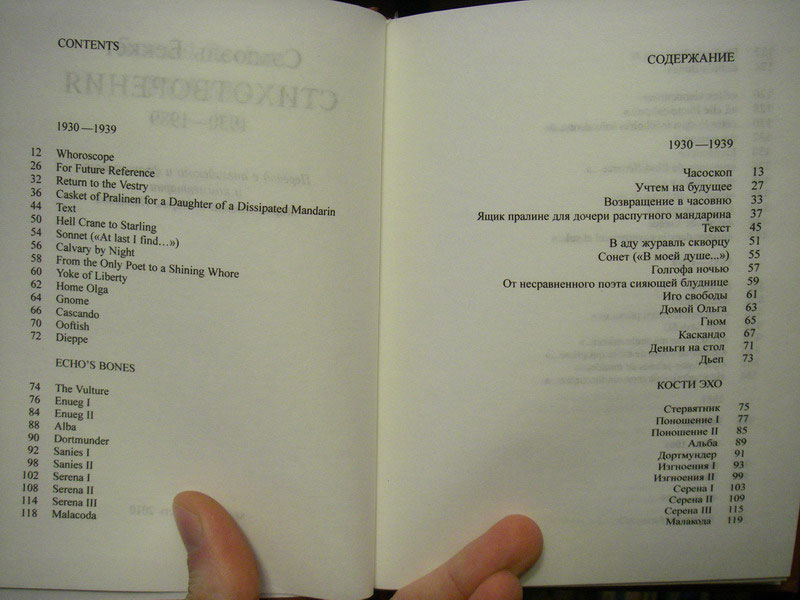 CONTENTS
1930—1939
12 Whoroscope
26 For Future Reference
32 Return to the Vestry
36 Casket of Pralinen for a Daughter of a Dissipated Mandarin
44 Text
50 Hell Crane to Starling
54 Sonnet («At last I find…»)
56 Calvary by Night
58 From the Only Poet to a Shining Whore
60 Yoke of Liberty
62 Home Olga
64 Gnome
66 Cascando
70 Ooftish
72 Dieppe
ECHO'S BONES
74 The Vulture
76 Enueg I
84 Enueg II
88 Alba
90 Dortmunder
92 Sanies I
98 Sanies II
102 Serena I
108 Serena II
114 Serena III
118 Malacoda
СОДЕРЖАНИЕ
1930—1939
Часоскоп 13
Учтем на будущее 27
Возвращение в часовню 33
Ящик пралине для дочери распутного мандарина 37
Текст 45
В аду журавль скворцу 51
Сонет («В моей душе...») 55
Голгофа ночью 57
От несравненного поэта сияющей блуднице 59
Иго свободы 61
Домой Ольга 63
Гном 65
Каскандо 67
Деньги на стол 71
Дьеп 73
КОСТИ ЭХО
Стервятник 75
Поношение I 77
Поношение II 85
Альба 89
Дортмундер 91
Изгноения I 93
Изгноения II 99
Серена I 103
Серена II 109
Серена III 115
Малакода 119